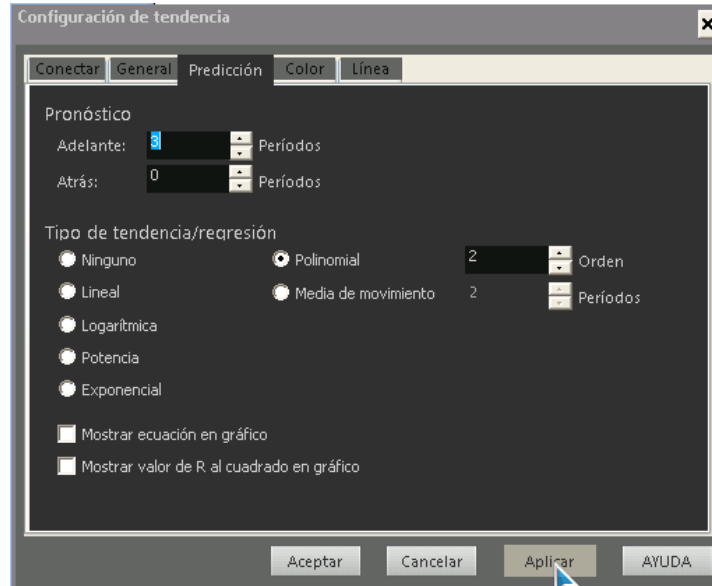 Configuración de tendencia
Conectar General Predicción Color Línea
Pronóstico
Adelante: 3 Períodos
Atrás: 0 Períodos
Tipo de tendencia/regresión
Ninguno Polinomial 2 Orden
Lineal Media de movimiento 2 Períodos
Logarítmica
Potencia
Exponencial
Mostrar ecuación en gráfico
Mostrar valor de R al cuadrado en gráfico
Aceptar Cancelar Aplicar AYUDA